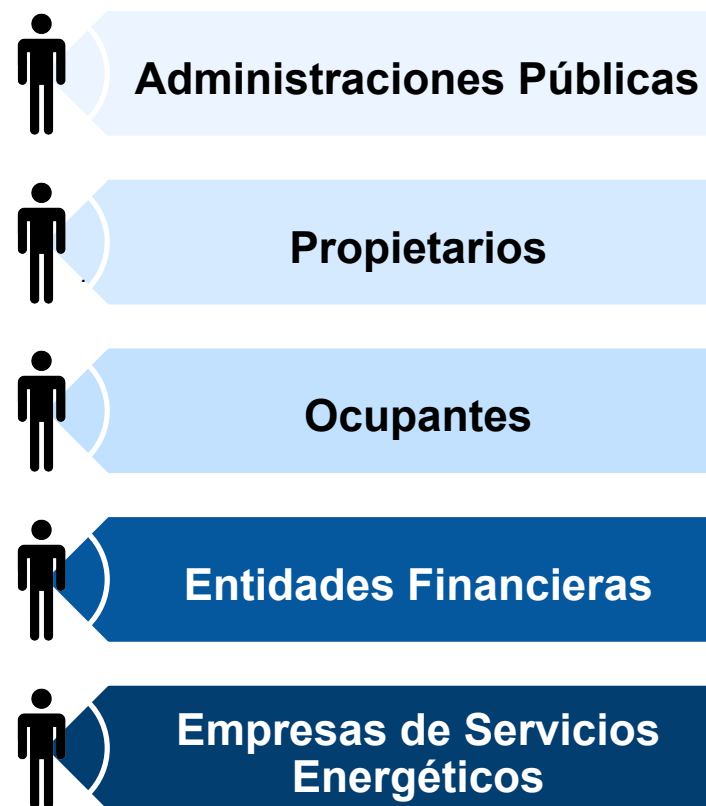 Administraciones Públicas
Propietarios
Ocupantes
Entidades Financieras
Empresas de Servicios
Energéticos